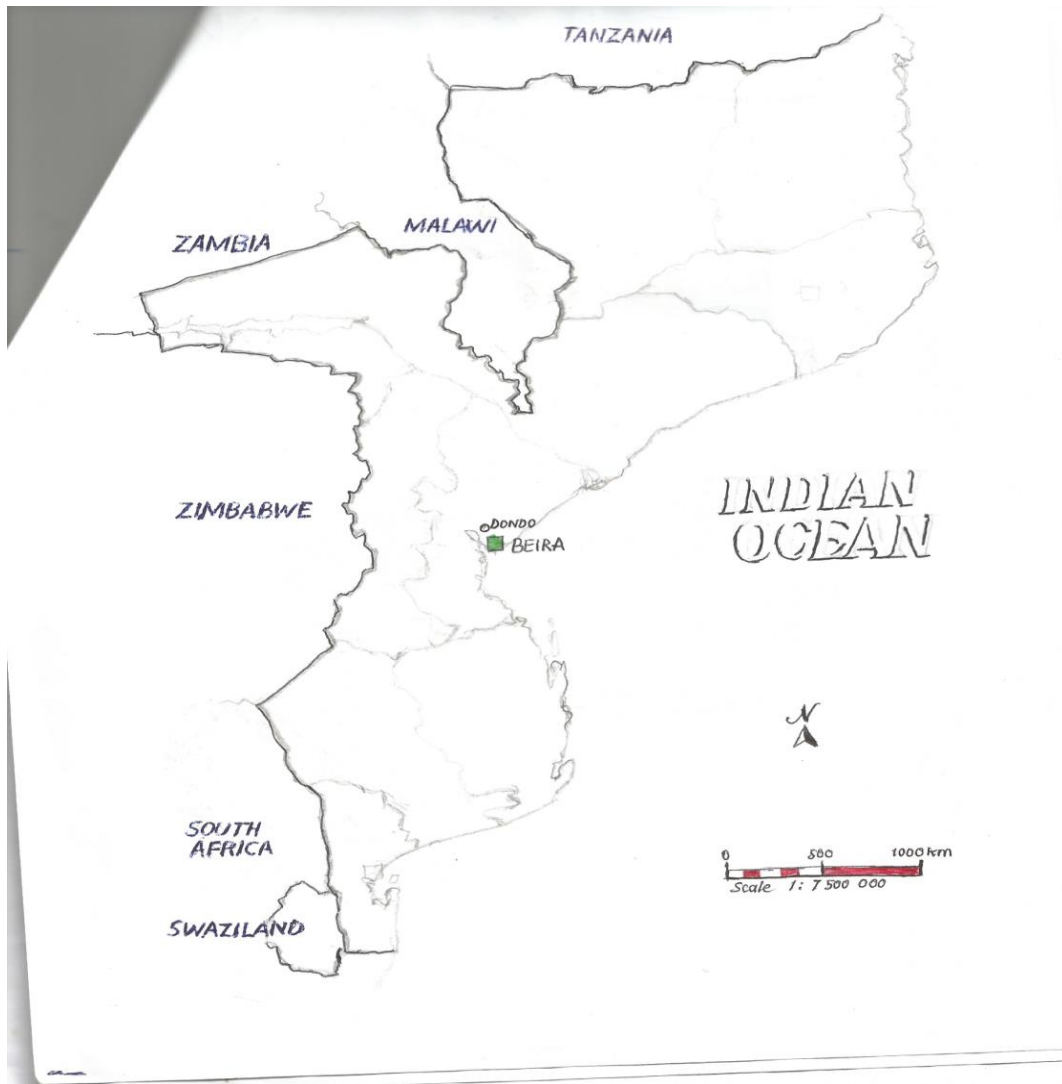 TANZANIA
MALAWI
ZAMBIA
ZIMBABWE
DONDO
BEIRA
INDIAN
OCEAN
N
SOUTH
AFRICA
0 500 1000 km
Scale 1: 7 500 000
SWAZILAND